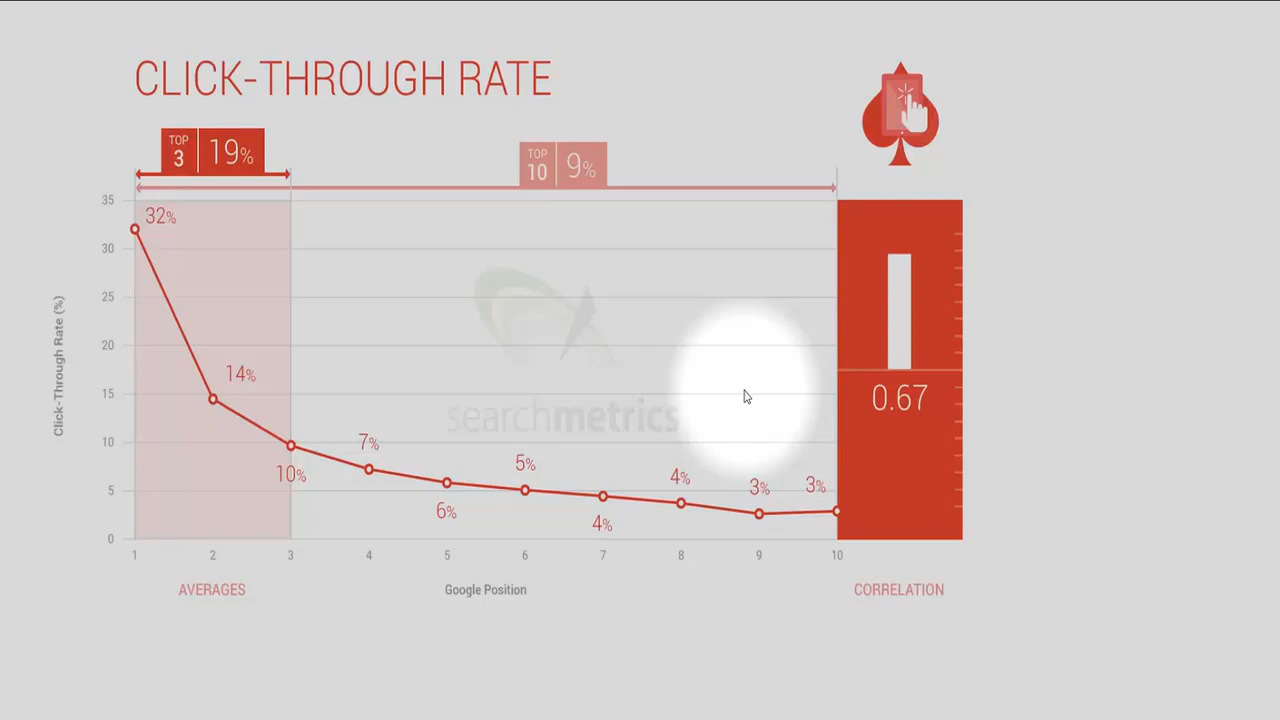 CLICK-THROUGH RATE
TOP 3 19%
TOP 10 9%
35
30
25
20
15
10
5
0
Click-Through Rate (%)
32%
14%
10%
7%
6%
5%
4%
4%
3%
3%
searchmetrics
0.67
1 2 3 4 5 6 7 8 9 10
AVERAGES
Google Position
CORRELATION